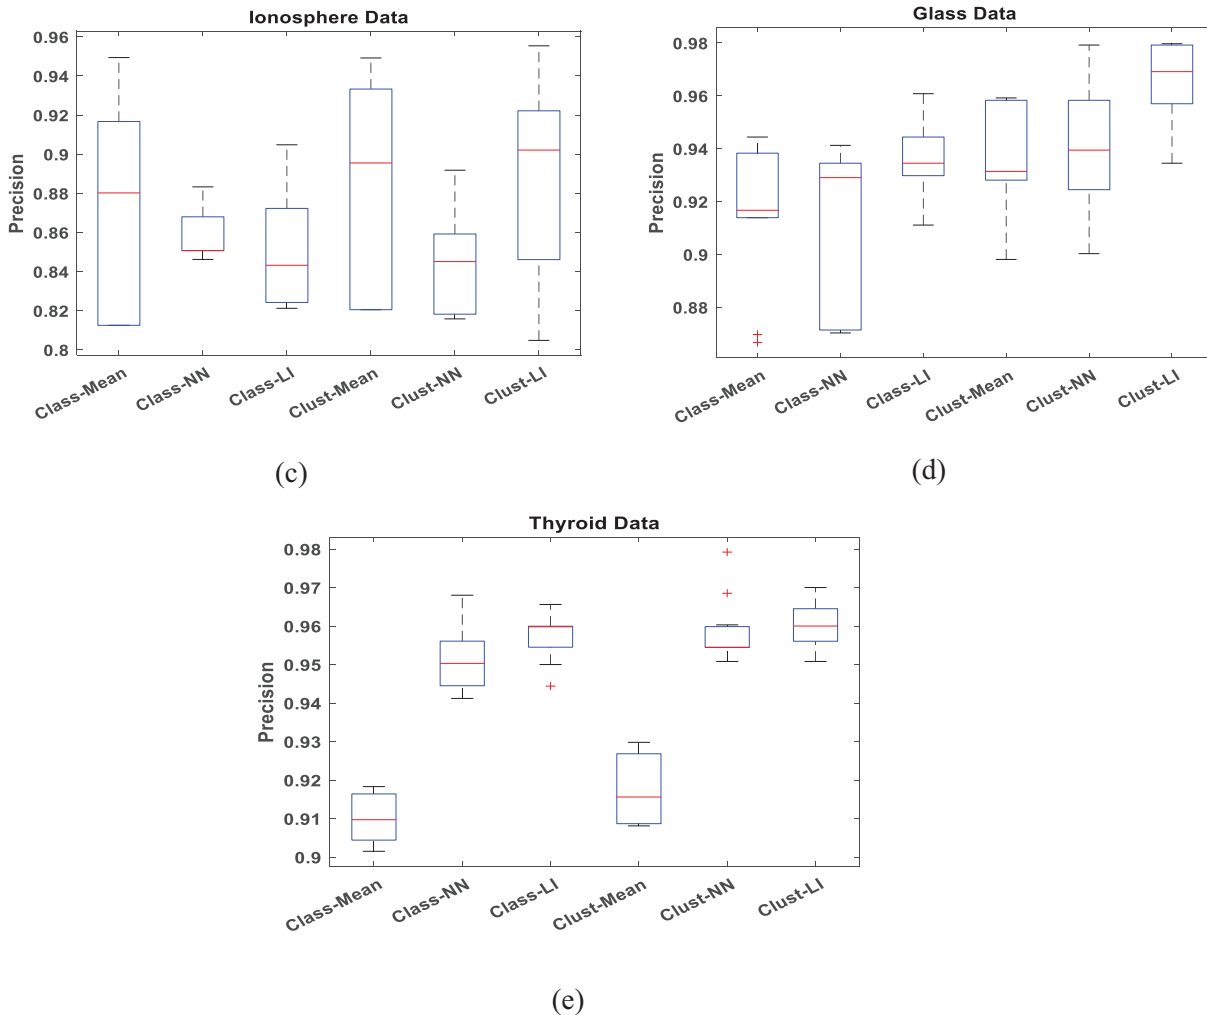 Ionosphere Data
Precision
0.96
0.94
0.92
0.9
0.88
0.86
0.84
0.82
0.8
Class-Mean
Class-NN
Class-LI
Clust-Mean
Clust-NN
Clust-LI
(c)
Glass Data
Precision
0.98
0.96
0.94
0.92
0.9
0.88
Class-Mean
Class-NN
Class-LI
Clust-Mean
Clust-NN
Clust-LI
(d)
Thyroid Data
Precision
0.98
0.97
0.96
0.95
0.94
0.93
0.92
0.91
0.9
Class-Mean
Class-NN
Class-LI
Clust-Mean
Clust-NN
Clust-LI
(e)